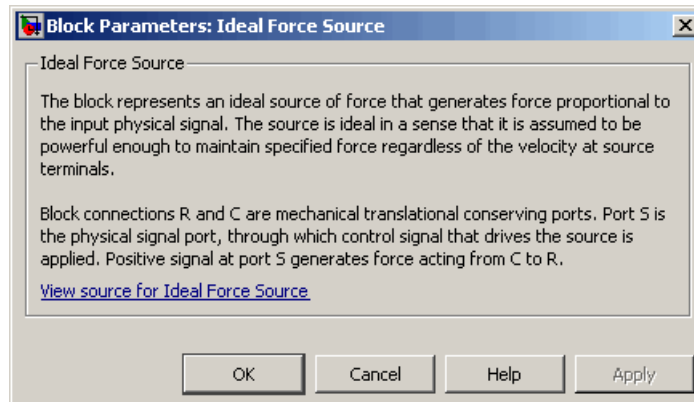 Block Parameters: Ideal Force Source
Ideal Force Source
The block represents an ideal source of force that generates force proportional to
the input physical signal. The source is ideal in a sense that it is assumed to be
powerful enough to maintain specified force regardless of the velocity at source
terminals.
Block connections R and C are mechanical translational conserving ports. Port S is
the physical signal port, through which control signal that drives the source is
applied. Positive signal at port S generates force acting from C to R.
View source for Ideal Force Source
OK Cancel Help Apply